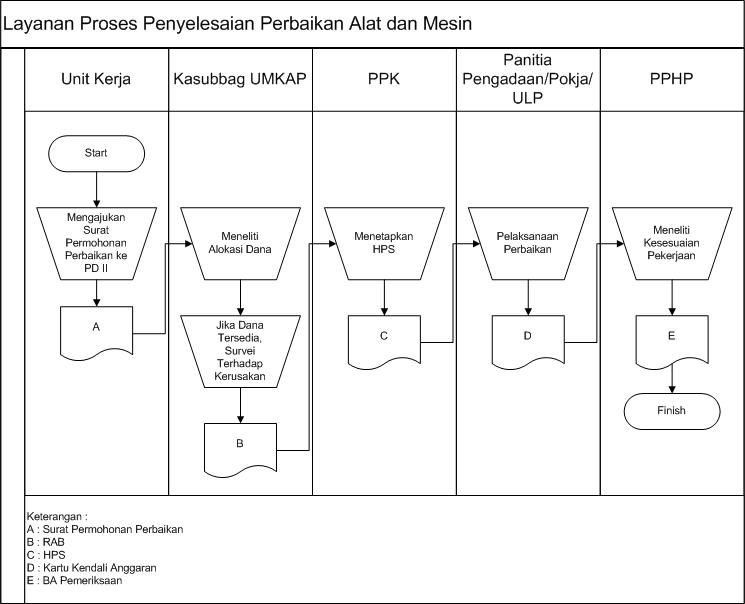 Layanan Proses Penyelesaian Perbaikan Alat dan Mesin
Unit Kerja
Kasubbag UMKAP
PPK
Panitia
Pengadaan/Pokja/
ULP
PPHP
Start
Mengajukan
Surat
Permohonan
Perbaikan ke
PD II
A
Meneliti
Alokasi Dana
Jika Dana
Tersedia,
Survei
Terhadap
Kerusakan
B
Menetapkan
HPS
C
Pelaksanaan
Perbaikan
D
Meneliti
Kesesuaian
Pekerjaan
E
Finish
Keterangan :
A : Surat Permohonan Perbaikan
B : RAB
C : HPS
D : Kartu Kendali Anggaran
E : BA Pemeriksaan